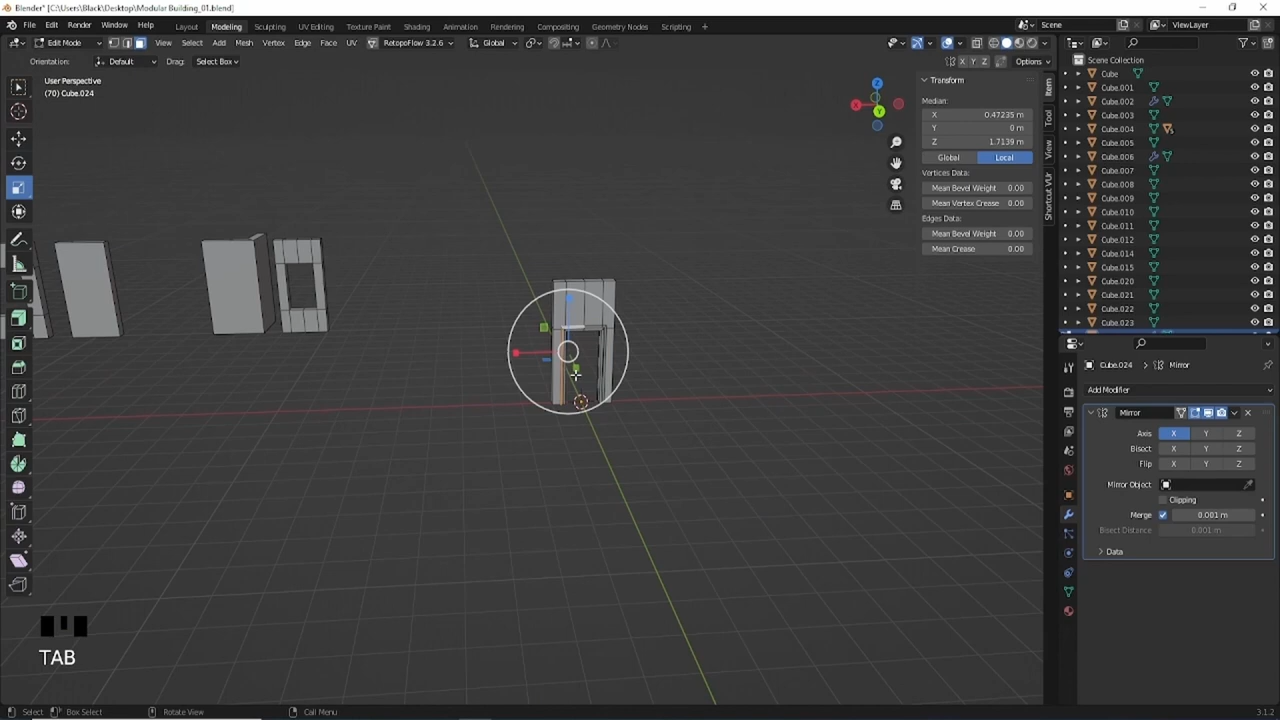 Blender* [C:\Users\Black\Desktop\Modular Building_01.blend]
File Edit Render Window Help Layout Modeling Sculpting UV Editing Texture Paint Shading Animation Rendering Compositing Geometry Nodes Scripting + Scene ViewLayer
Edit Mode View Select Add Mesh Vertex Edge Face UV RetopoFlow 3.2.6 Global
Orientation: Default Drag: Select Box X Y Z Options
User Perspective
(70) Cube.024
Transform
Median:
X 0.47235 m
Y 0 m
Z 1.7139 m
Global Local
Vertices Data:
Mean Bevel Weight 0.00
Mean Vertex Crease 0.00
Edges Data:
Mean Bevel Weight 0.00
Mean Crease 0.00
Item
Tool
View
Shortcut VUr
Z
X
Y
Scene Collection
Cube
Cube.001
Cube.002
Cube.003
Cube.004
Cube.005
Cube.006
Cube.007
Cube.008
Cube.009
Cube.010
Cube.011
Cube.012
Cube.014
Cube.015
Cube.020
Cube.021
Cube.022
Cube.023
Cube.024 > Mirror
Add Modifier
Mirror
Axis X Y Z
Bisect X Y Z
Flip X Y Z
Mirror Object
Clipping
Merge 0.001 m
Bisect Distance 0.001 m
Data
TAB
Select Box Select Rotate View Call Menu 3.1.2